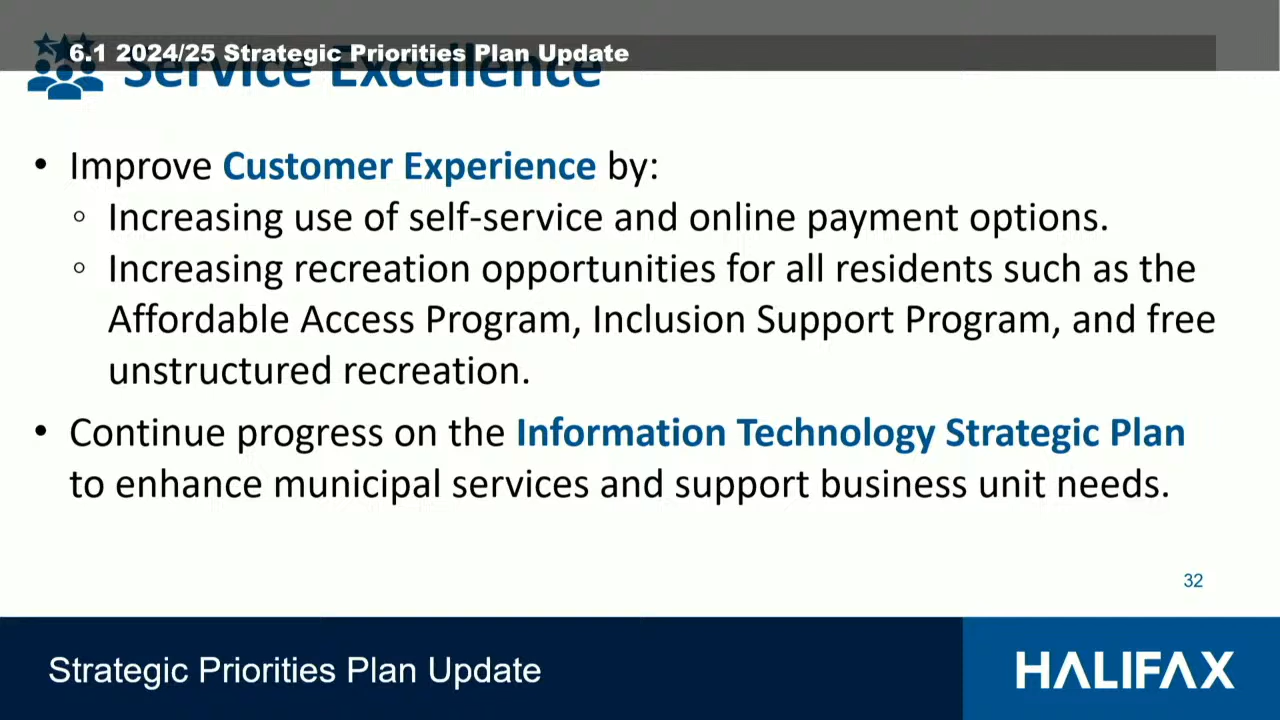 6.1 2024/25 Strategic Priorities Plan Update
Service Excellence
• Improve Customer Experience by:
◦ Increasing use of self-service and online payment options.
◦ Increasing recreation opportunities for all residents such as the
Affordable Access Program, Inclusion Support Program, and free
unstructured recreation.
• Continue progress on the Information Technology Strategic Plan
to enhance municipal services and support business unit needs.
32
Strategic Priorities Plan Update
HALIFAX